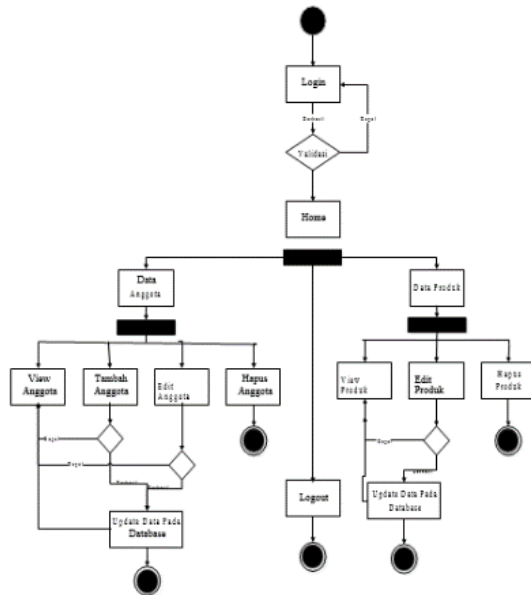 Login
Berhasil
Gagal
Validasi
Home
Data
Anggota
Data Produk
View
Anggota
Tambah
Anggota
Edit
Anggota
Hapus
Anggota
View
Produk
Edit
Produk
Hapus
Produk
Gagal
Gagal
Gagal
Logout
Update Data Pada
Database
Update Data Pada
Database